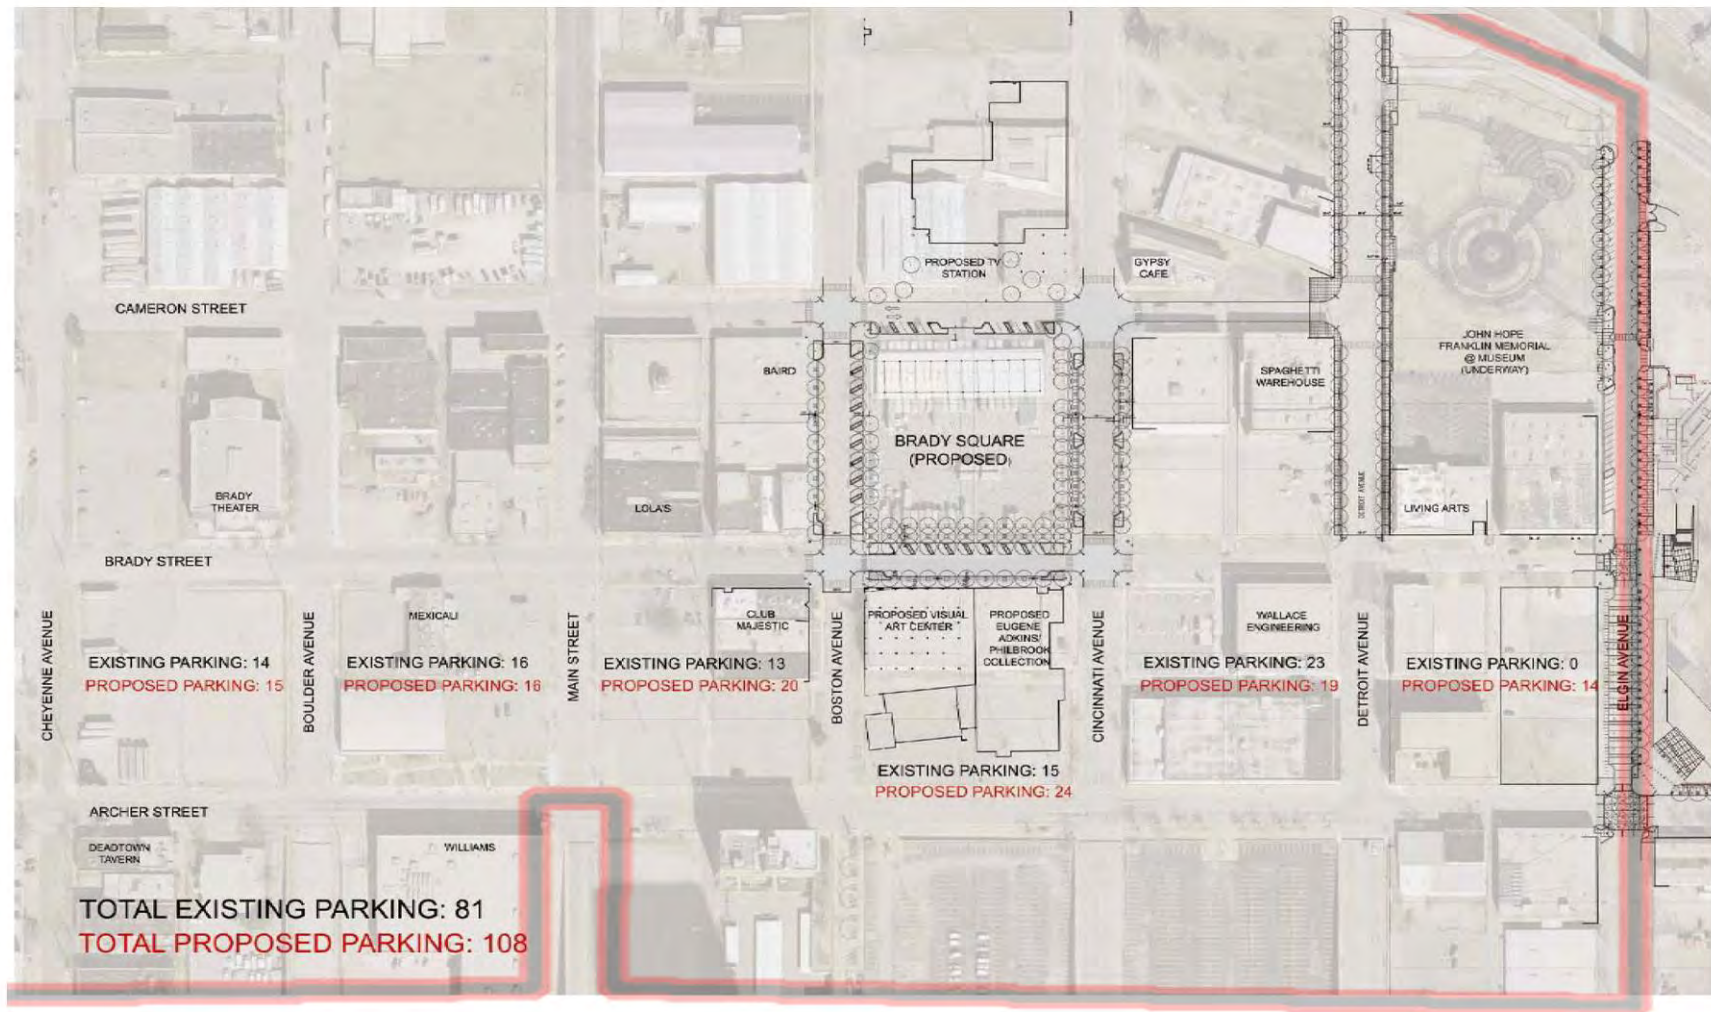 PROPOSED TV
STATION
GYPSY
CAFE
CAMERON STREET
JOHN HOPE
FRANKLIN MEMORIAL
@ MUSEUM
(UNDERWAY)
BAIRD
SPAGHETTI
WAREHOUSE
BRADY SQUARE
(PROPOSED)
BRADY
THEATER
LOLA'S
DETROIT AVENUE
LIVING ARTS
BRADY STREET
CHEYENNE AVENUE
BOULDER AVENUE
MEXICALI
MAIN STREET
CLUB
MAJESTIC
BOSTON AVENUE
PROPOSED VISUAL
ART CENTER
PROPOSED
EUGENE
ADKINS/
PHILBROOK
COLLECTION
CINCINNATI AVENUE
WALLACE
ENGINEERING
DETROIT AVENUE
ELGIN AVENUE
EXISTING PARKING: 14
PROPOSED PARKING: 15
EXISTING PARKING: 16
PROPOSED PARKING: 16
EXISTING PARKING: 13
PROPOSED PARKING: 20
EXISTING PARKING: 15
PROPOSED PARKING: 24
EXISTING PARKING: 23
PROPOSED PARKING: 19
EXISTING PARKING: 0
PROPOSED PARKING: 14
ARCHER STREET
DEADTOWN
TAVERN
WILLIAMS
TOTAL EXISTING PARKING: 81
TOTAL PROPOSED PARKING: 108